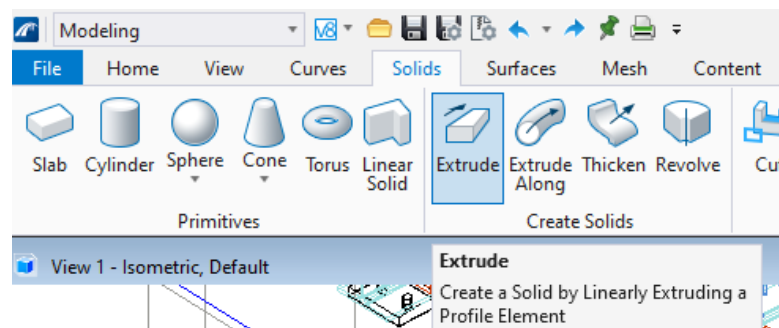 Modeling
V8
File Home View Curves Solids Surfaces Mesh Content
Slab Cylinder Sphere Cone Torus Linear Solid Extrude Extrude Along Thicken Revolve
Primitives Create Solids
View 1 - Isometric, Default
Extrude
Create a Solid by Linearly Extruding a
Profile Element